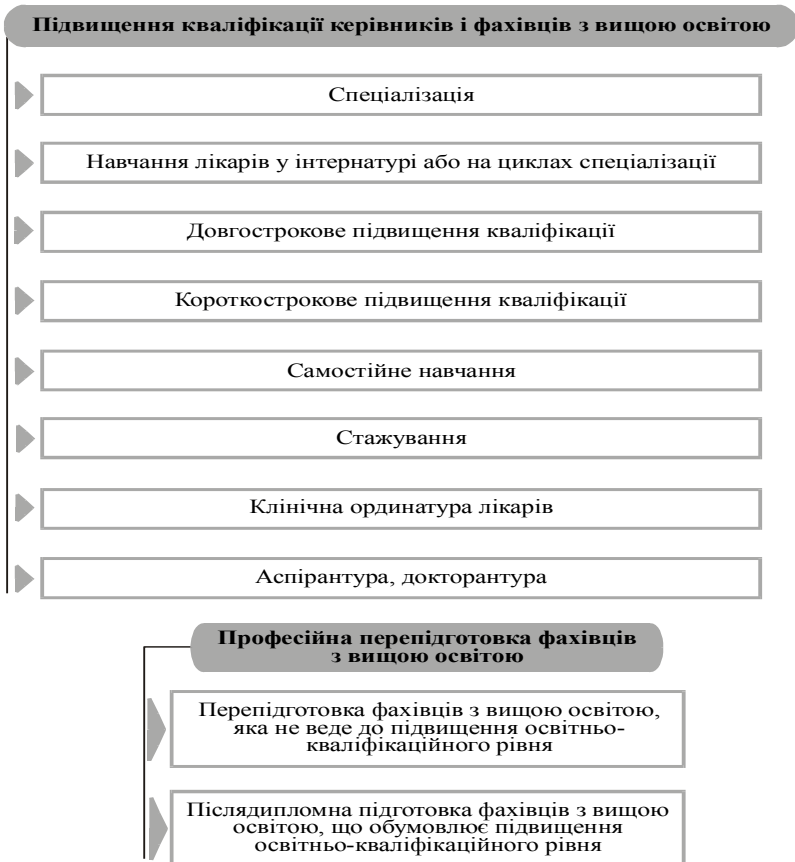 Підвищення кваліфікації керівників і фахівців з вищою освітою
Спеціалізація
Навчання лікарів у інтернатурі або на циклах спеціалізації
Довгострокове підвищення кваліфікації
Короткострокове підвищення кваліфікації
Самостійне навчання
Стажування
Клінічна ординатура лікарів
Аспірантура, докторантура
Професійна перепідготовка фахівців
з вищою освітою
Перепідготовка фахівців з вищою освітою,
яка не веде до підвищення освітньо-
кваліфікаційного рівня
Післядипломна підготовка фахівців з вищою
освітою, що обумовлює підвищення
освітньо-кваліфікаційного рівня